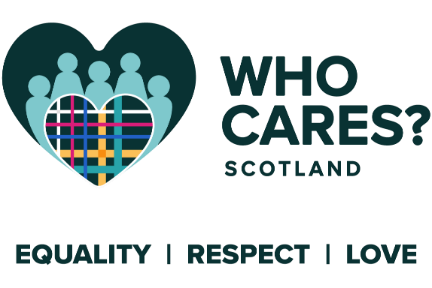 WHO
CARES?
SCOTLAND
EQUALITY | RESPECT | LOVE